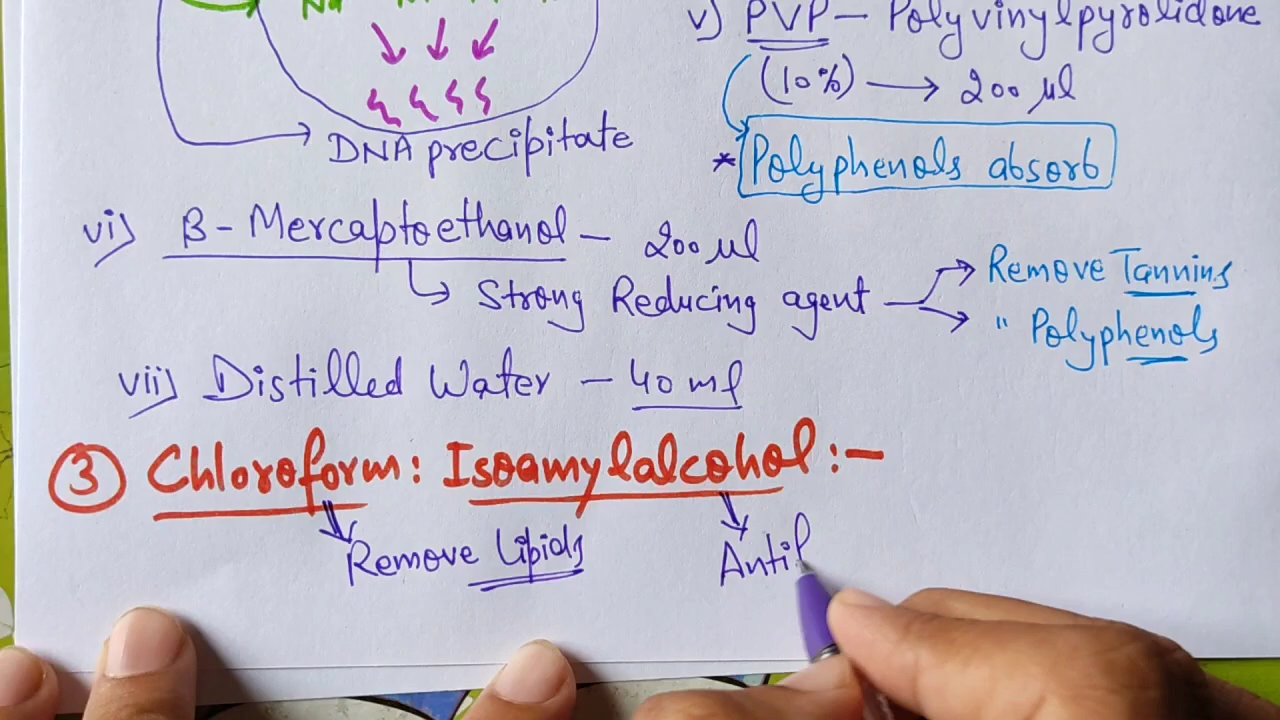 v) PVP – Polyvinylpyrolidone
(10%) → 200 μl
* Polyphenols absorb
DNA precipitate
vi) β - Mercaptoethanol – 200 μl
↳ Strong Reducing agent → Remove Tannins
→ " Polyphenols
vii) Distilled Water – 40 ml
③ Chloroform : Isoamylalcohol :-
Remove Lipids
Antif